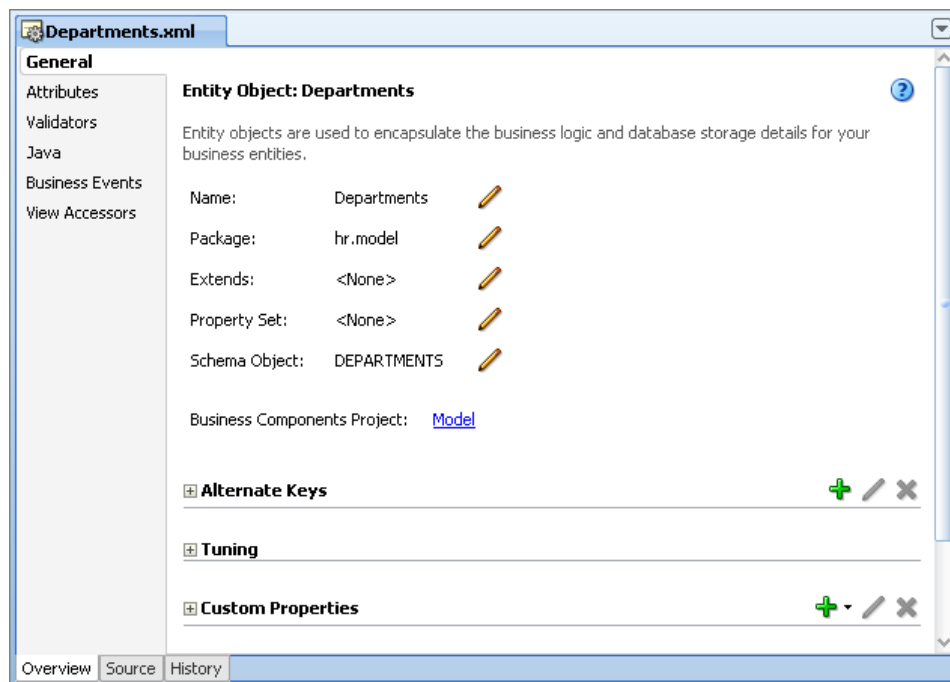 Departments.xml
General
Attributes
Validators
Java
Business Events
View Accessors
Entity Object: Departments
Entity objects are used to encapsulate the business logic and database storage details for your
business entities.
Name: Departments
Package: hr.model
Extends: <None>
Property Set: <None>
Schema Object: DEPARTMENTS
Business Components Project: Model
Alternate Keys
Tuning
Custom Properties
Overview Source History